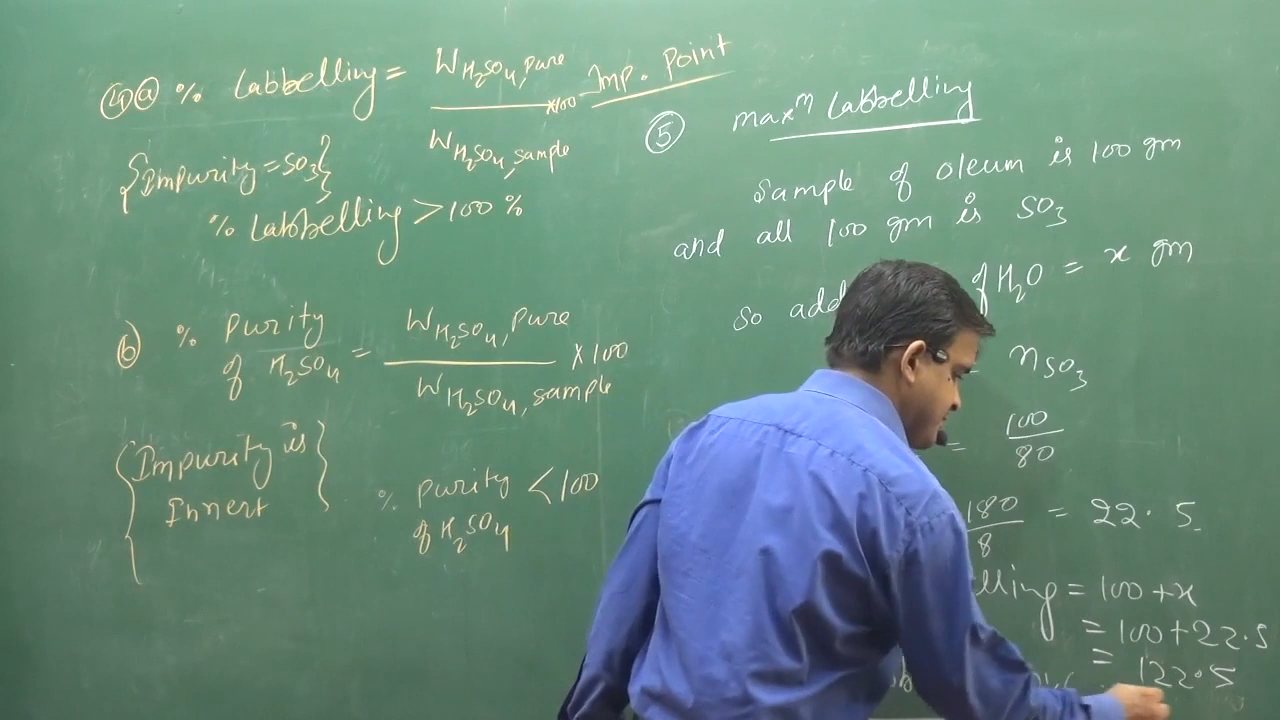 4) a % Labbelling = W H₂SO₄, pure / W H₂SO₄, sample ×100 Imp. Point
{Impurity = SO₃}
% Labbelling > 100 %
b) % Purity of H₂SO₄ = W H₂SO₄, Pure / W H₂SO₄, sample × 100
{Impurity is
Innert}
% Purity < 100
of H₂SO₄
5 maxᵐ Labbelling
Sample of oleum is 100 gm
and all 100 gm is SO₃
So add of H₂O = x gm
n SO₃
= 100 / 80
180 / 8 = 22.5
elling = 100 + x
= 100 + 22.5
= 122.5